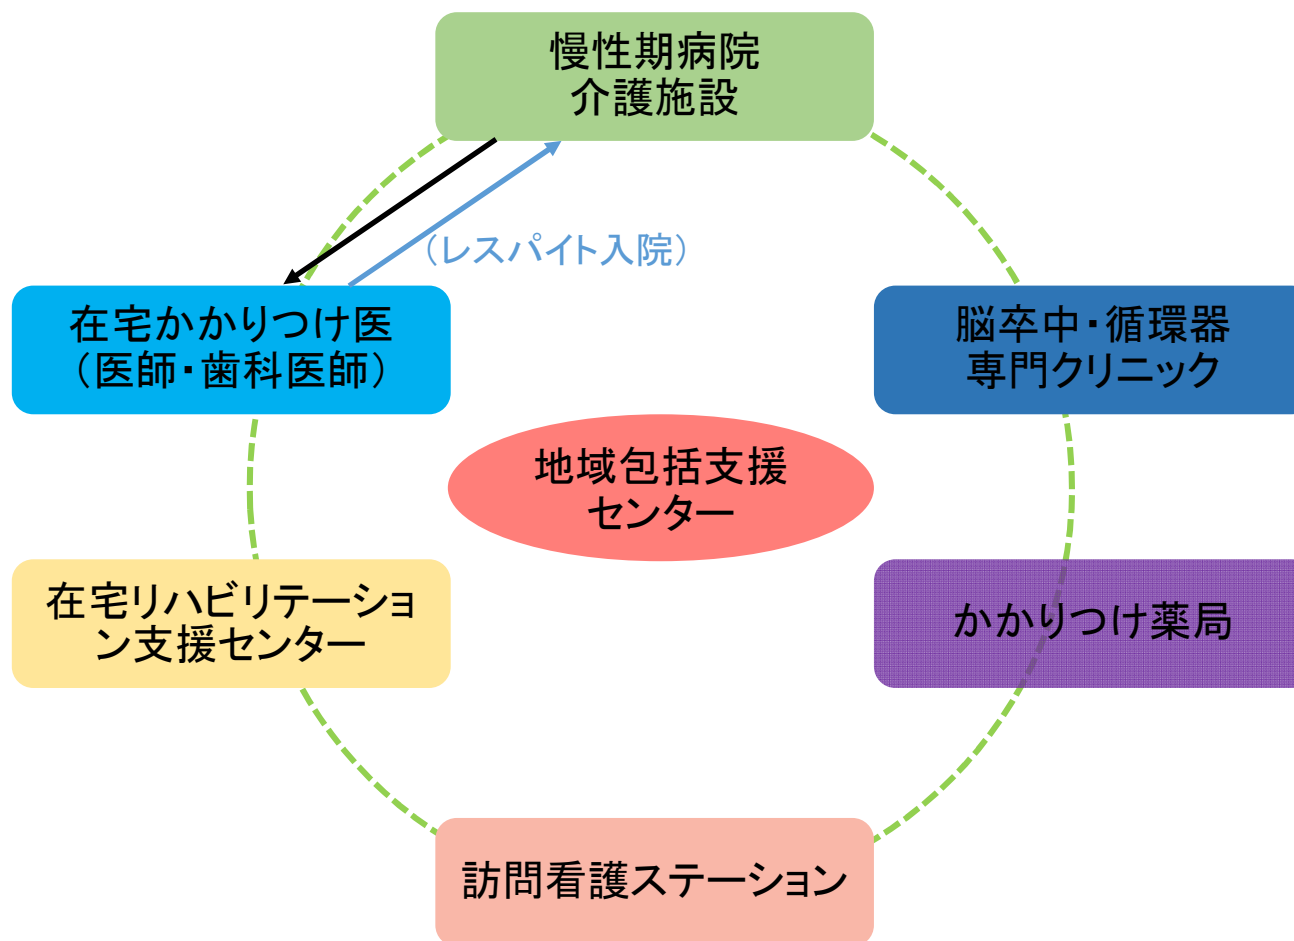 慢性期病院
介護施設
（レスパイト入院）
在宅かかりつけ医
（医師・歯科医師）
脳卒中・循環器
専門クリニック
地域包括支援
センター
在宅リハビリテーショ
ン支援センター
かかりつけ薬局
訪問看護ステーション